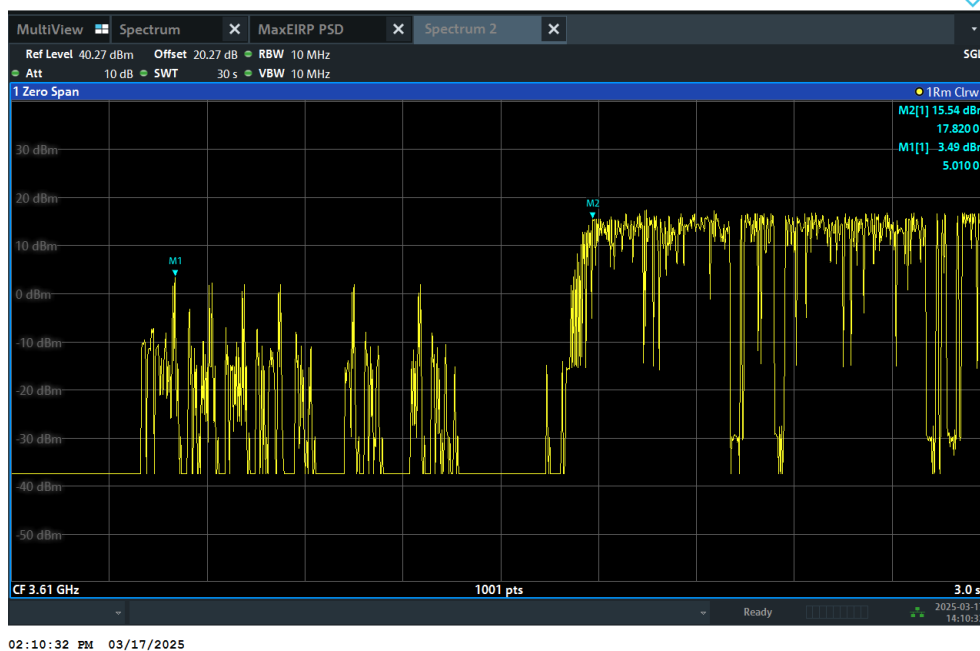 MultiView Spectrum X MaxEIRP PSD X Spectrum 2 X
Ref Level 40.27 dBm Offset 20.27 dB RBW 10 MHz
SGL
Att 10 dB SWT 30 s VBW 10 MHz
1 Zero Span 1Rm Clrw
M2[1] 15.54 dBm
17.820 0
M1[1] 3.49 dBm
5.010 0
30 dBm
20 dBm
M2
10 dBm
M1
0 dBm
-10 dBm
-20 dBm
-30 dBm
-40 dBm
-50 dBm
CF 3.61 GHz 1001 pts 3.0 s
Ready 2025-03-17
14:10:3
02:10:32 PM 03/17/2025